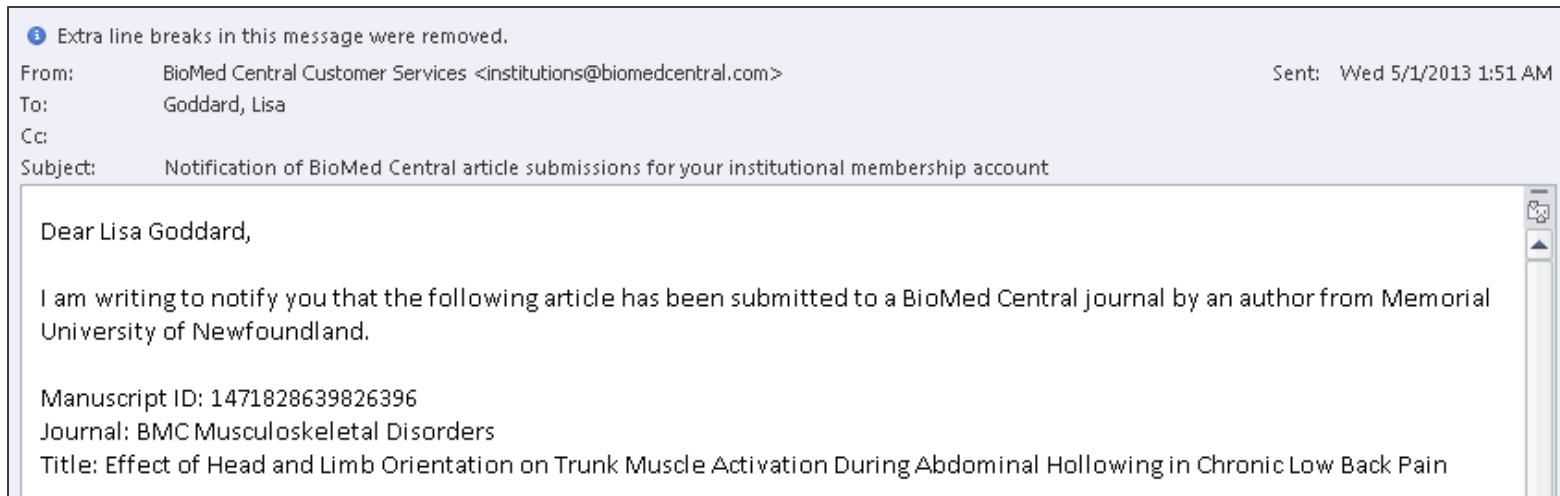 Extra line breaks in this message were removed.
From: BioMed Central Customer Services <institutions@biomedcentral.com> Sent: Wed 5/1/2013 1:51 AM
To: Goddard, Lisa
Cc:
Subject: Notification of BioMed Central article submissions for your institutional membership account
Dear Lisa Goddard,
I am writing to notify you that the following article has been submitted to a BioMed Central journal by an author from Memorial
University of Newfoundland.
Manuscript ID: 1471828639826396
Journal: BMC Musculoskeletal Disorders
Title: Effect of Head and Limb Orientation on Trunk Muscle Activation During Abdominal Hollowing in Chronic Low Back Pain